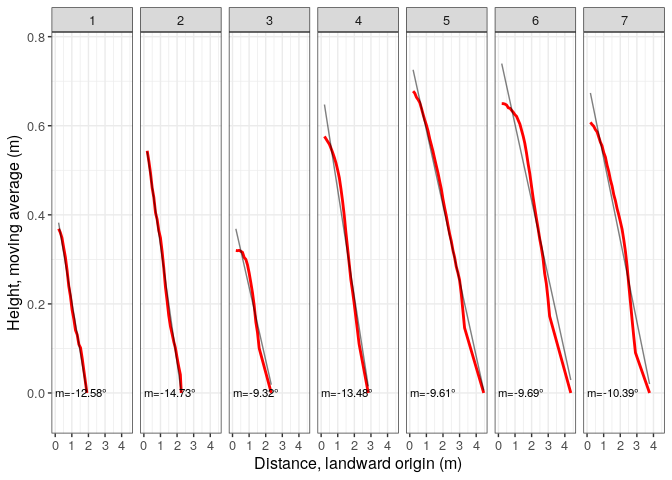 1 2 3 4 5 6 7
0.8
0.6
0.4
0.2
0.0
Height, moving average (m)
m=-12.58° m=-14.73° m=-9.32° m=-13.48° m=-9.61° m=-9.69° m=-10.39°
0 1 2 3 4 0 1 2 3 4 0 1 2 3 4 0 1 2 3 4 0 1 2 3 4 0 1 2 3 4 0 1 2 3 4
Distance, landward origin (m)